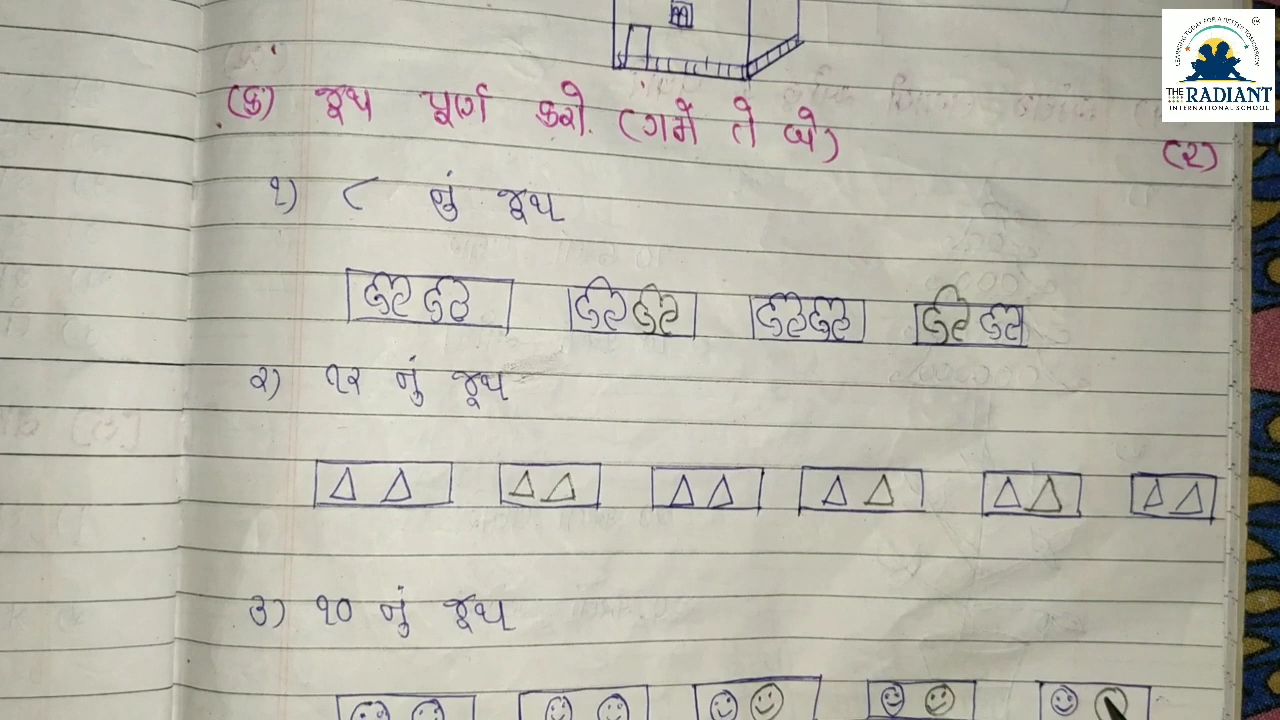 THE RADIANT
INTERNATIONAL SCHOOL
(ક) જૂથ પૂર્ણ કરો. (ગમે તે બે)
(૨)
૧) ૮ નું જૂથ
૨) ૧૨ નું જૂથ
૩) ૧૦ નું જૂથ